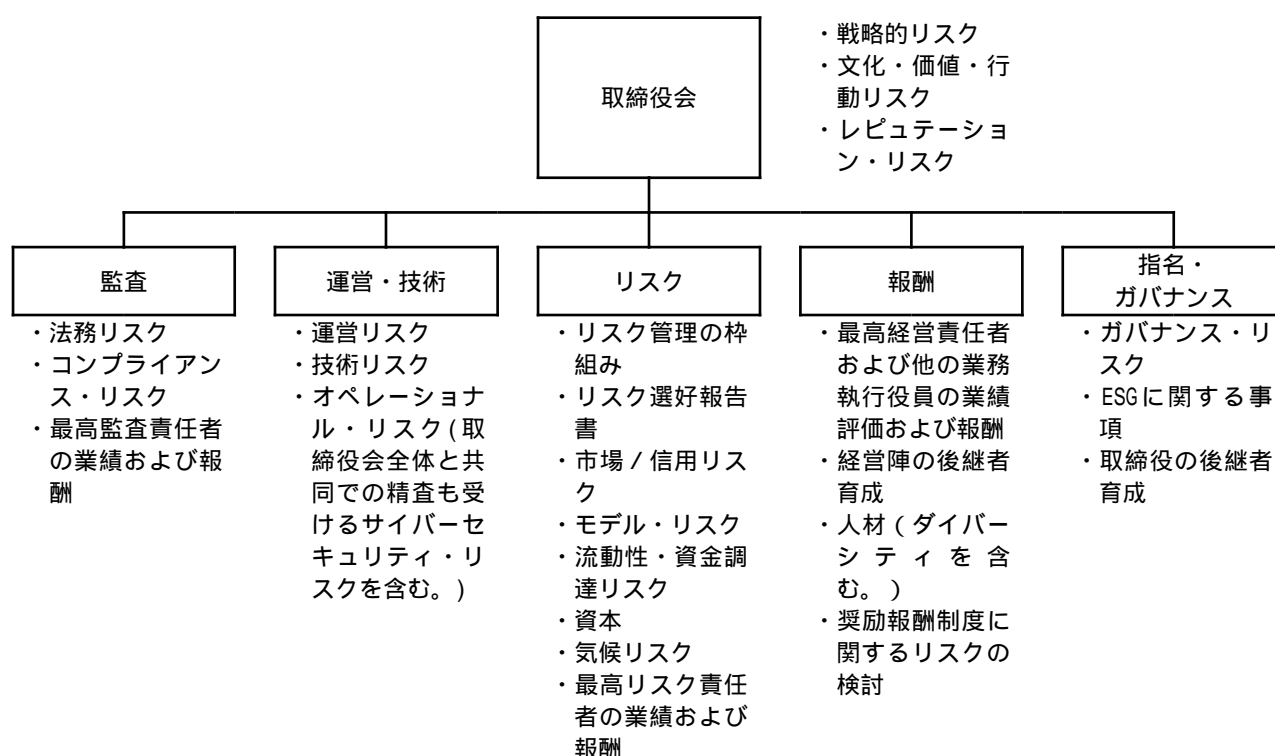 取締役会
・戦略的リスク
・文化・価値・行
動リスク
・レピュテーショ
ン・リスク
監査
・法務リスク
・コンプライアン
ス・リスク
・最高監査責任者
の業績および報
酬
運営・技術
・運営リスク
・技術リスク
・オペレーショナ
ル・リスク(取
締役会全体と共
同での精査も受
けるサイバーセ
キュリティ・リ
スクを含む。)
リスク
・リスク管理の枠
組み
・リスク選好報告
書
・市場/信用リス
ク
・モデル・リスク
・流動性・資金調
達リスク
・資本
・気候リスク
・最高リスク責任
者の業績および
報酬
報酬
・最高経営責任者
および他の業務
執行役員の業績
評価および報酬
・経営陣の後継者
育成
・人材(ダイバー
シティを含
む。)
・奨励報酬制度に
関するリスクの
検討
指名・
ガバナンス
・ガバナンス・リ
スク
・ESGに関する事
項
・取締役の後継者
育成